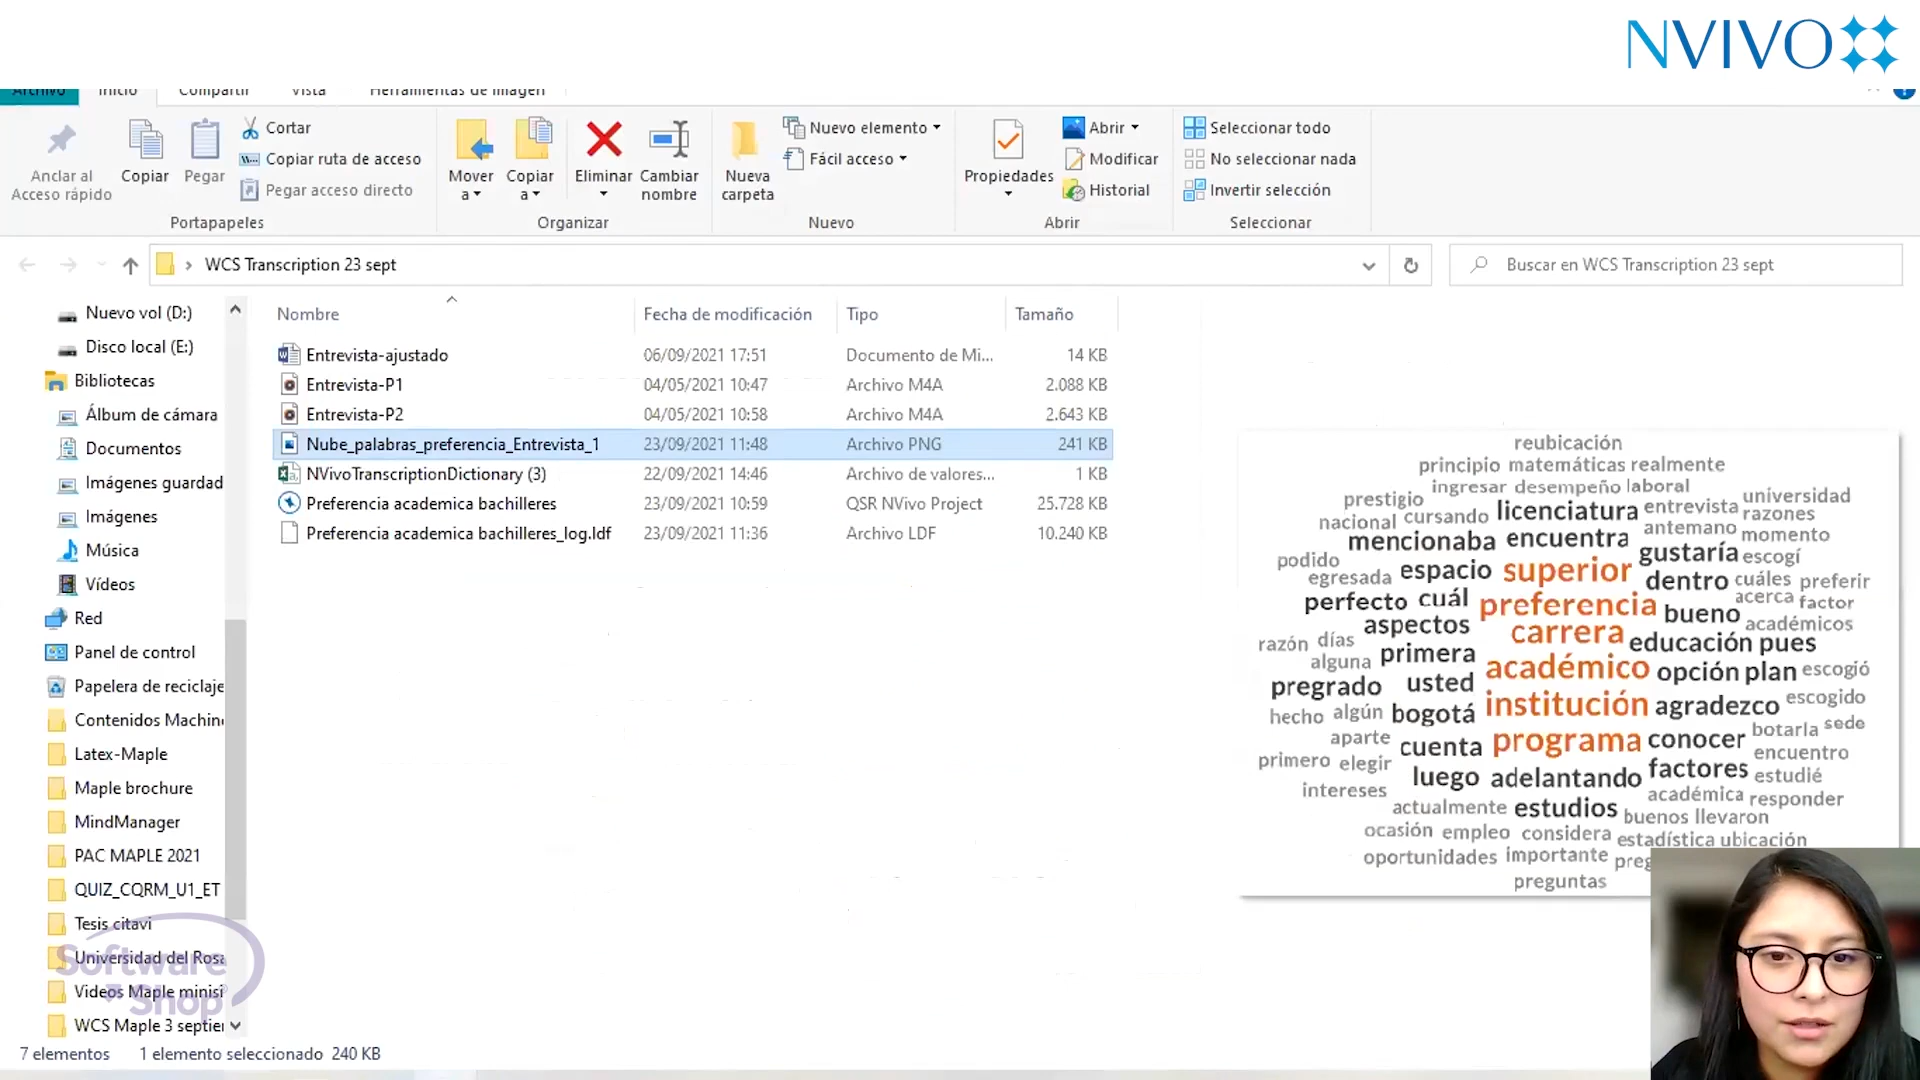 NVIVO
Archivo Inicio Compartir Vista Herramientas de imagen
Anclar al Acceso rápido
Copiar
Pegar
Cortar
Copiar ruta de acceso
Pegar acceso directo
Portapapeles
Mover a
Copiar a
Eliminar
Cambiar nombre
Organizar
Nueva carpeta
Nuevo elemento
Fácil acceso
Nuevo
Propiedades
Abrir
Modificar
Historial
Abrir
Seleccionar todo
No seleccionar nada
Invertir selección
Seleccionar
› WCS Transcription 23 sept
Buscar en WCS Transcription 23 sept
Nuevo vol (D:)
Disco local (E:)
Bibliotecas
Álbum de cámara
Documentos
Imágenes guardad
Imágenes
Música
Vídeos
Red
Panel de control
Papelera de reciclaje
Contenidos Machin
Latex-Maple
Maple brochure
MindManager
PAC MAPLE 2021
QUIZ_CQRM_U1_ET
Tesis citavi
Universidad del Rosa
Videos Maple minisi
WCS Maple 3 septie
Software Shop
Nombre Fecha de modificación Tipo Tamaño
Entrevista-ajustado 06/09/2021 17:51 Documento de Mi... 14 KB
Entrevista-P1 04/05/2021 10:47 Archivo M4A 2.088 KB
Entrevista-P2 04/05/2021 10:58 Archivo M4A 2.643 KB
Nube_palabras_preferencia_Entrevista_1 23/09/2021 11:48 Archivo PNG 241 KB
NVivoTranscriptionDictionary (3) 22/09/2021 14:46 Archivo de valores... 1 KB
Preferencia academica bachilleres 23/09/2021 10:59 QSR NVivo Project 25.728 KB
Preferencia academica bachilleres_log.ldf 23/09/2021 11:36 Archivo LDF 10.240 KB
reubicación
principio matemáticas realmente
ingresar desempeño laboral
prestigio licenciatura entrevista universidad
nacional cursando antemano razones
mencionaba encuentra momento
podido gustaría escogí
egresada espacio superior dentro cuáles preferir
perfecto cuál preferencia bueno acerca factor
aspectos carrera académicos
razón días educación pues
alguna primera académico opción plan escogió
pregrado usted escogido
hecho algún bogotá institución agradezco
aparte botarla sede
cuenta programa conocer encuentro
primero elegir
luego adelantando factores estudié
intereses académica responder
actualmente estudios buenos llevaron
ocasión empleo considera estadística ubicación
oportunidades importante preg
preguntas
7 elementos 1 elemento seleccionado 240 KB